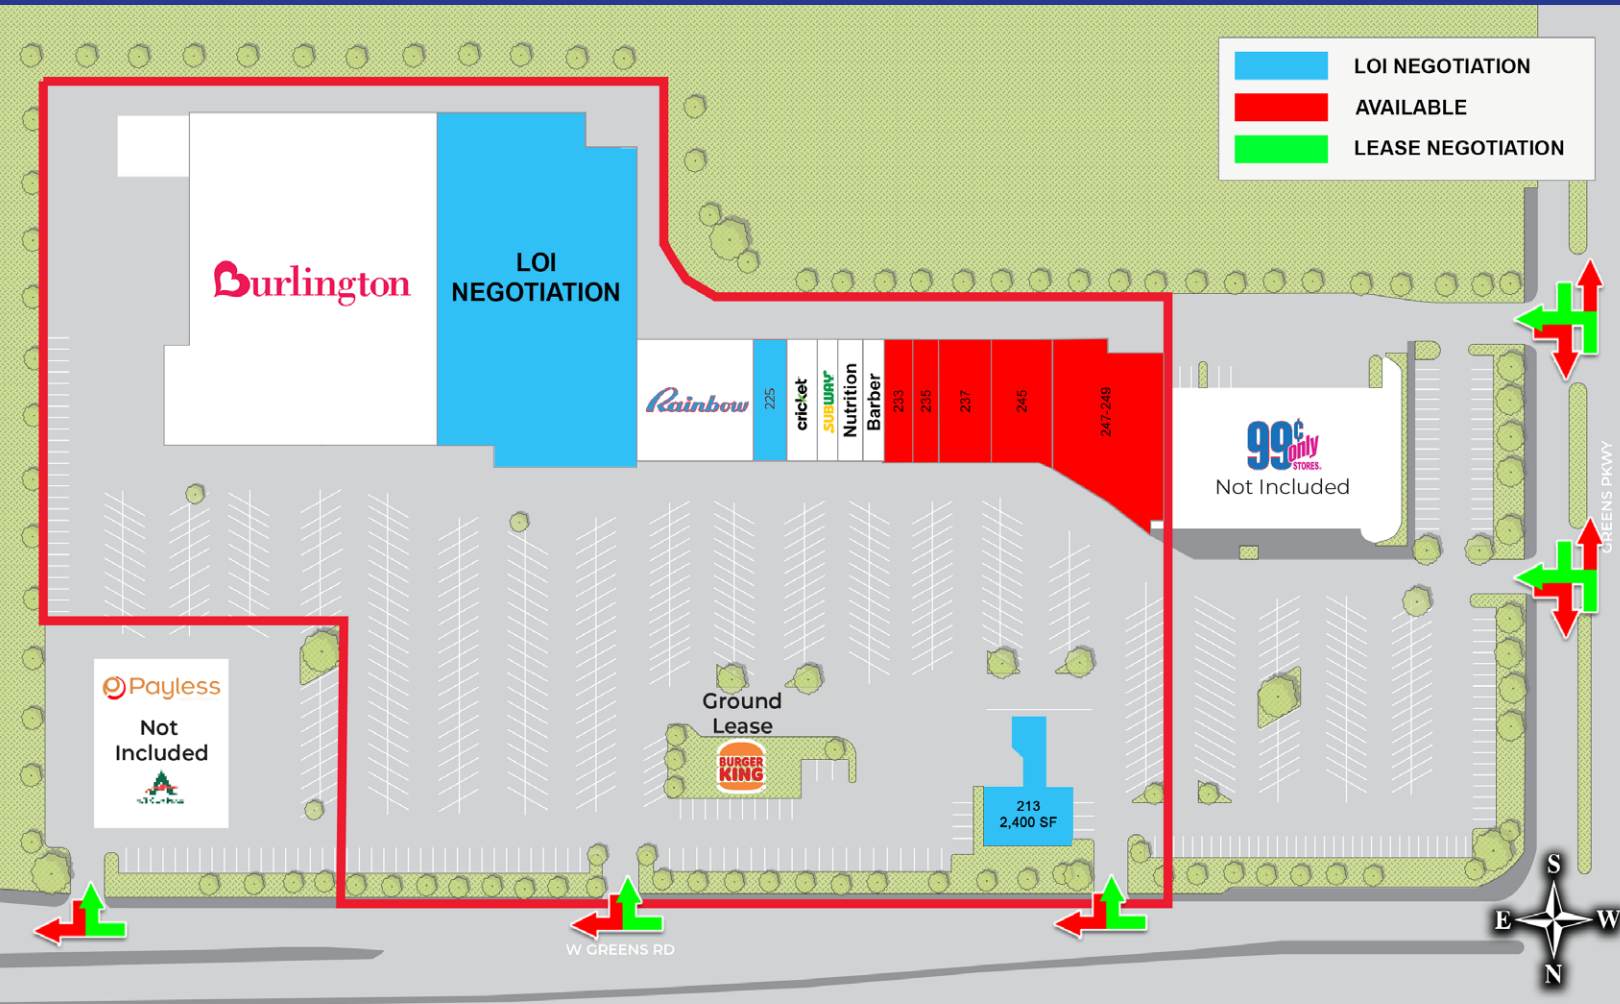 LOI NEGOTIATION
AVAILABLE
LEASE NEGOTIATION
Burlington
LOI
NEGOTIATION
Rainbow
225
cricket
SUBWAY
Nutrition
Barber
233
235
237
245
247-249
99¢ only
STORES.
Not Included
GREENS PKWY
Payless
Not
Included
Ground
Lease
BURGER
KING
213
2,400 SF
W GREENS RD
S
E
W
N